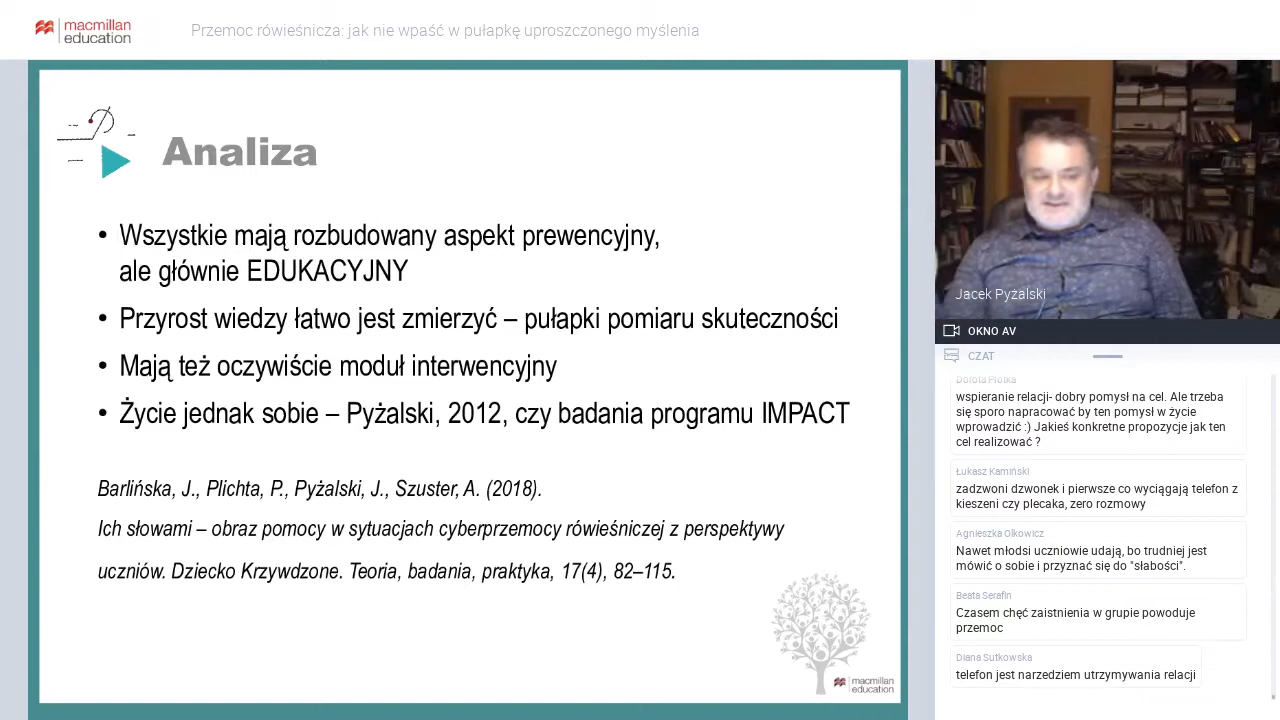 macmillan
education
Przemoc rówieśnicza: jak nie wpaść w pułapkę uproszczonego myślenia
Analiza
• Wszystkie mają rozbudowany aspekt prewencyjny,
ale głównie EDUKACYJNY
• Przyrost wiedzy łatwo jest zmierzyć – pułapki pomiaru skuteczności
• Mają też oczywiście moduł interwencyjny
• Życie jednak sobie – Pyżalski, 2012, czy badania programu IMPACT
Barlińska, J., Plichta, P., Pyżalski, J., Szuster, A. (2018).
Ich słowami – obraz pomocy w sytuacjach cyberprzemocy rówieśniczej z perspektywy
uczniów. Dziecko Krzywdzone. Teoria, badania, praktyka, 17(4), 82–115.
macmillan
education
Jacek Pyżalski
OKNO AV
CZAT
Dorota Plotka
wspieranie relacji- dobry pomysł na cel. Ale trzeba
się sporo napracować by ten pomysł w życie
wprowadzić :) Jakieś konkretne propozycje jak ten
cel realizować ?
Łukasz Kamiński
zadzwoni dzwonek i pierwsze co wyciągają telefon z
kieszeni czy plecaka, zero rozmowy
Agnieszka Olkowicz
Nawet młodsi uczniowie udają, bo trudniej jest
mówić o sobie i przyznać się do "słabości".
Beata Serafin
Czasem chęć zaistnienia w grupie powoduje
przemoc
Diana Sutkowska
telefon jest narzedziem utrzymywania relacji